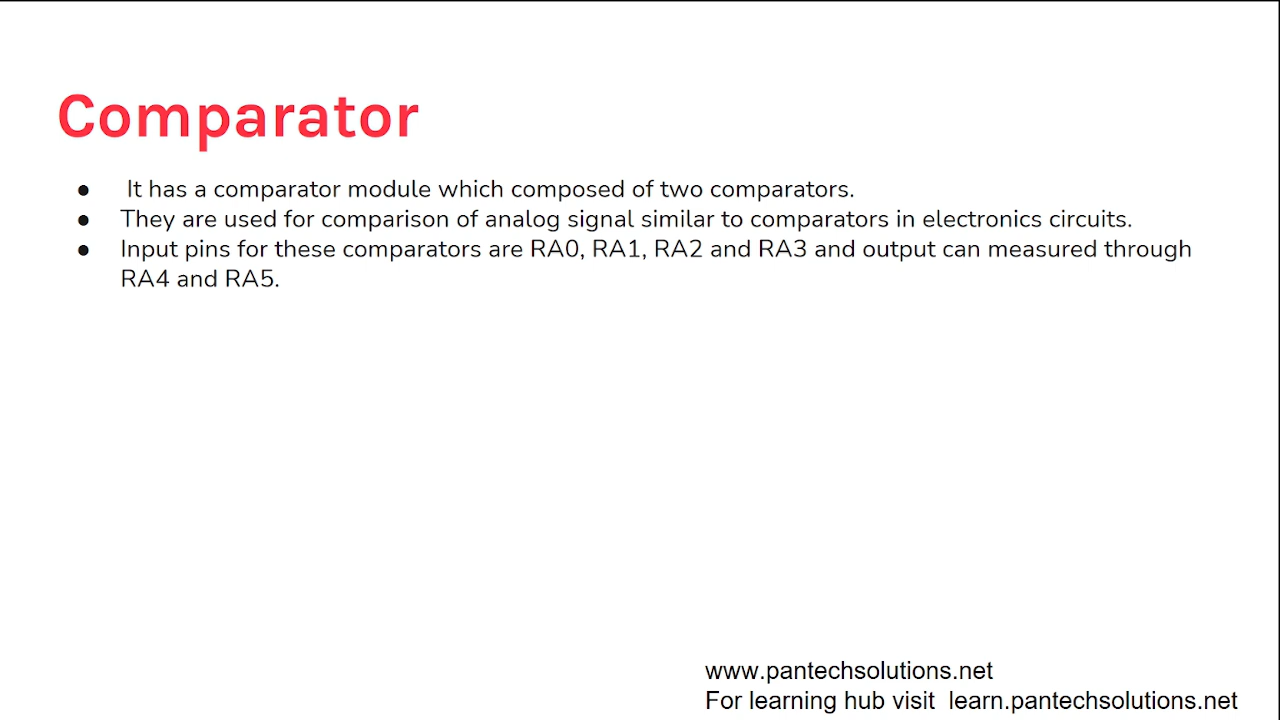 Comparator
● It has a comparator module which composed of two comparators.
● They are used for comparison of analog signal similar to comparators in electronics circuits.
● Input pins for these comparators are RA0, RA1, RA2 and RA3 and output can measured through
RA4 and RA5.
www.pantechsolutions.net
For learning hub visit learn.pantechsolutions.net